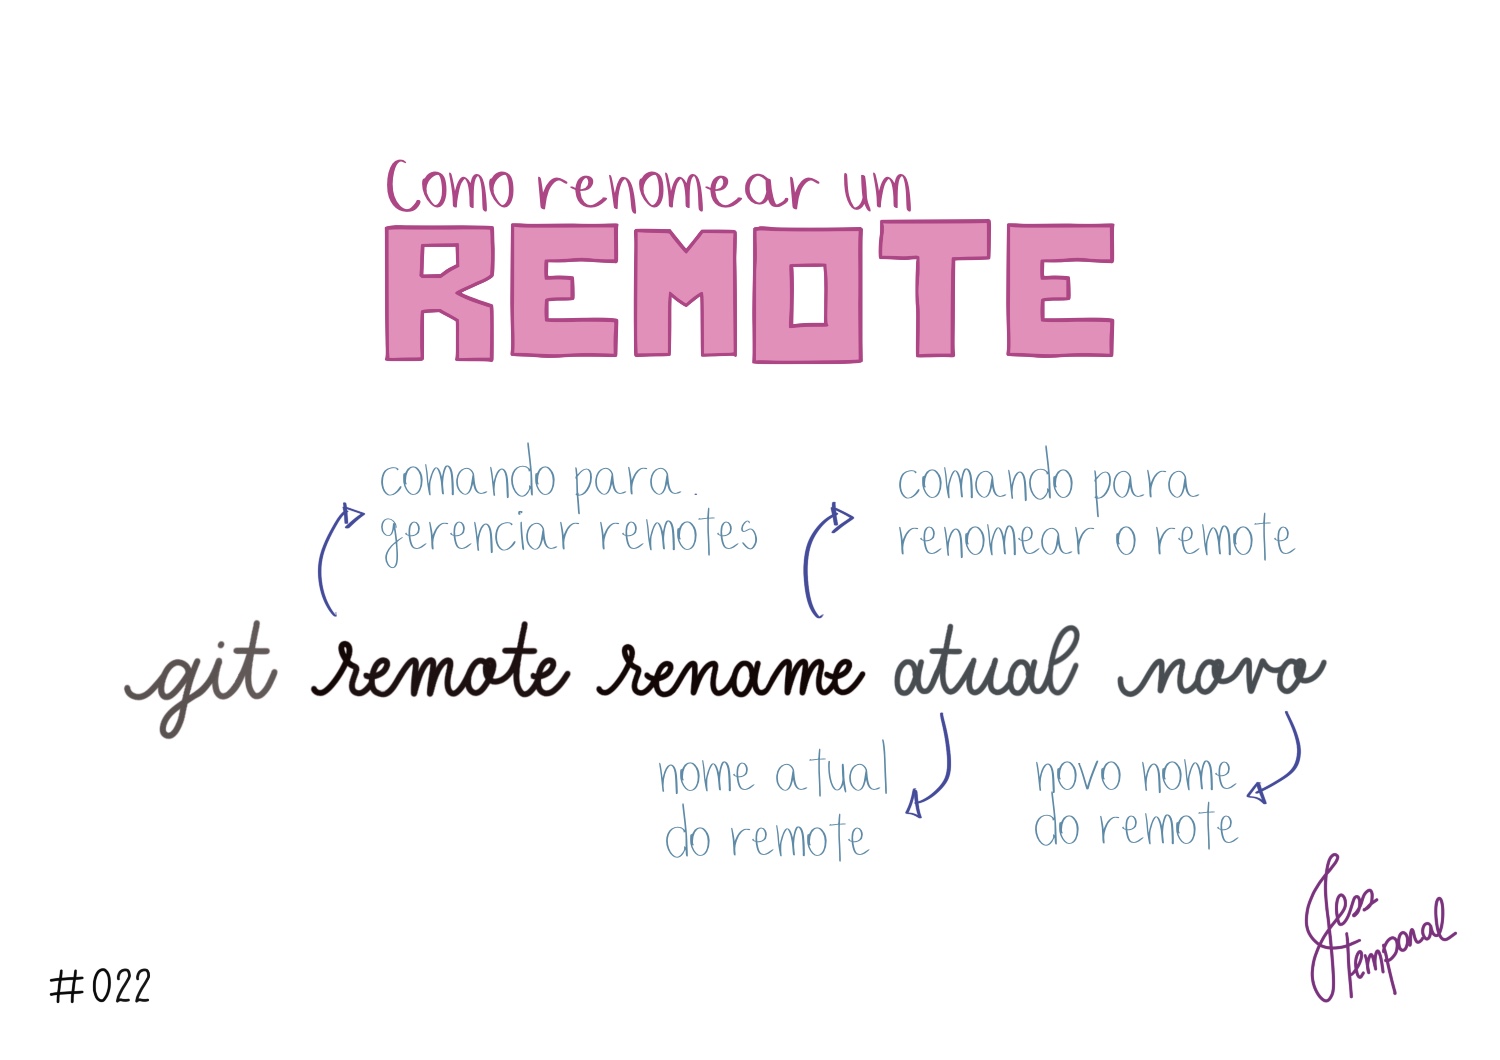 Como renomear um
REMOTE
comando para.
gerenciar remotes
comando para
renomear o remote
git remote rename atual novo
nome atual
do remote
novo nome
do remote
Jess
temporal
#022